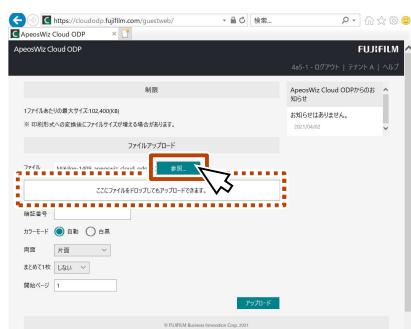 https://cloudodp.fujifilm.com/guestweb/
検索...
ApeosWiz Cloud ODP
ApeosWiz Cloud ODP
FUJIFILM
4a5-1 - ログアウト | テナント A | ヘルプ
制限
1ファイルあたりの最大サイズ:102,400(KB)
※ 印刷形式への変換後にファイルサイズが増える場合があります。
ApeosWiz Cloud ODPからのお
知らせ
お知らせはありません。
2021/04/02
ファイルアップロード
ファイル
参照...
ここにファイルをドロップしてもアップロードできます。
暗証番号
カラーモード 自動 白黒
両面 片面
まとめて1枚 しない
開始ページ 1
アップロード
© FUJIFILM Business Innovation Corp. 2021